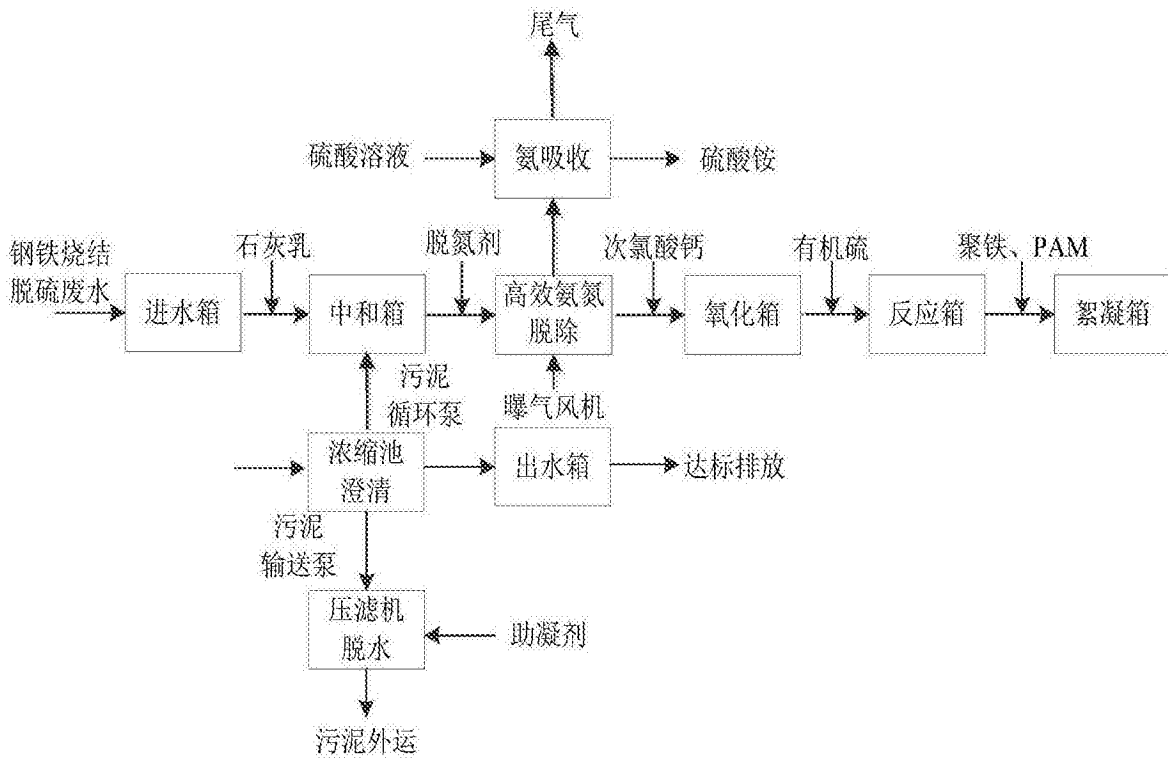 尾气
硫酸溶液
氨吸收
硫酸铵
钢铁烧结
脱硫废水
石灰乳
脱氮剂
次氯酸钙
有机硫
聚铁、PAM
进水箱
中和箱
高效氨氮
脱除
氧化箱
反应箱
絮凝箱
污泥
循环泵
曝气风机
浓缩池
澄清
出水箱
达标排放
污泥
输送泵
压滤机
脱水
助凝剂
污泥外运